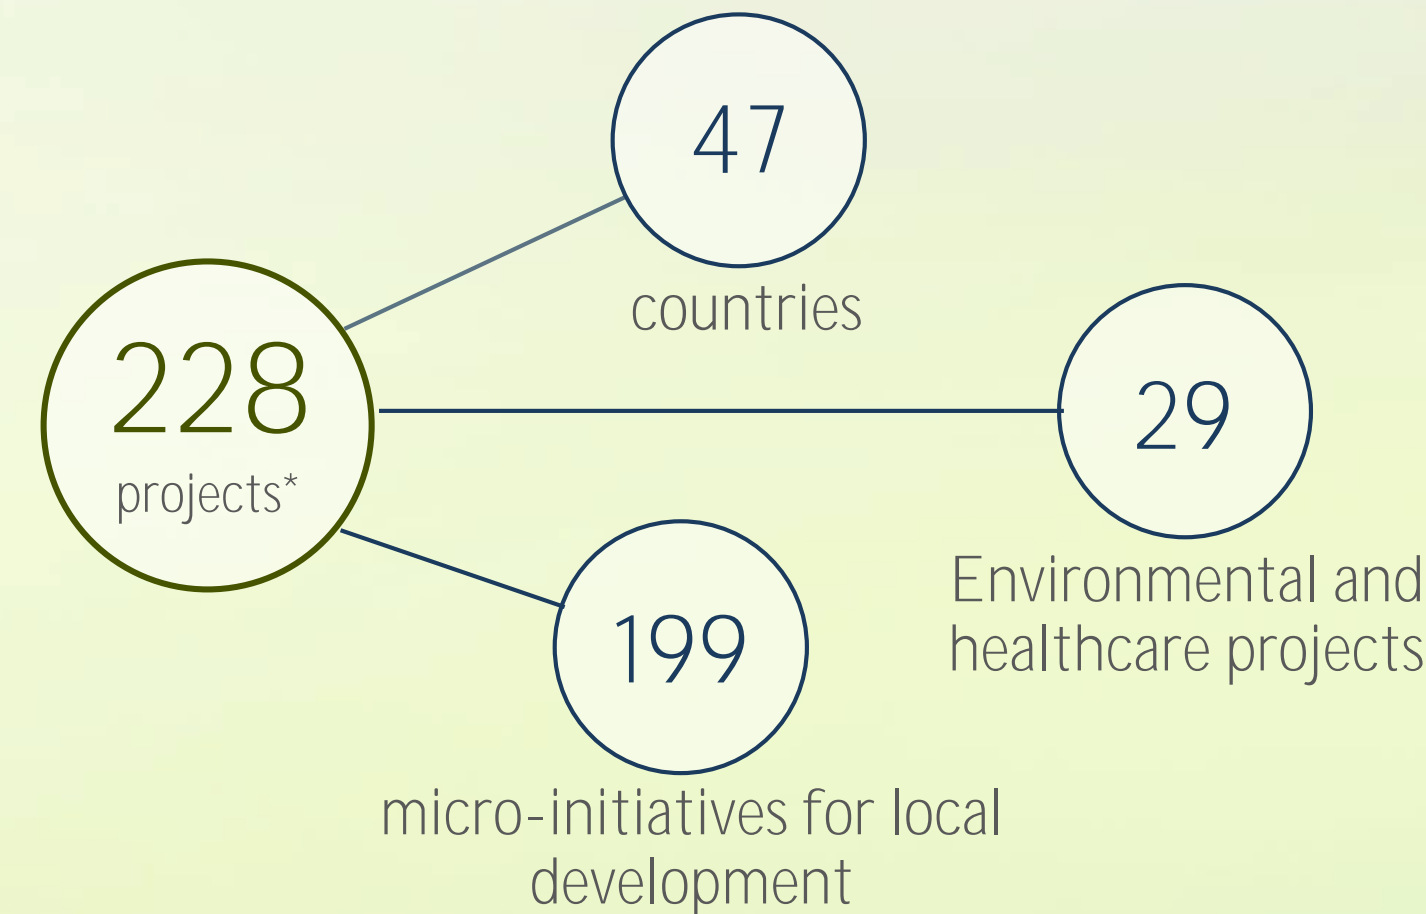 47
countries
228
projects*
29
Environmental and
healthcare projects
199
micro-initiatives for local
development